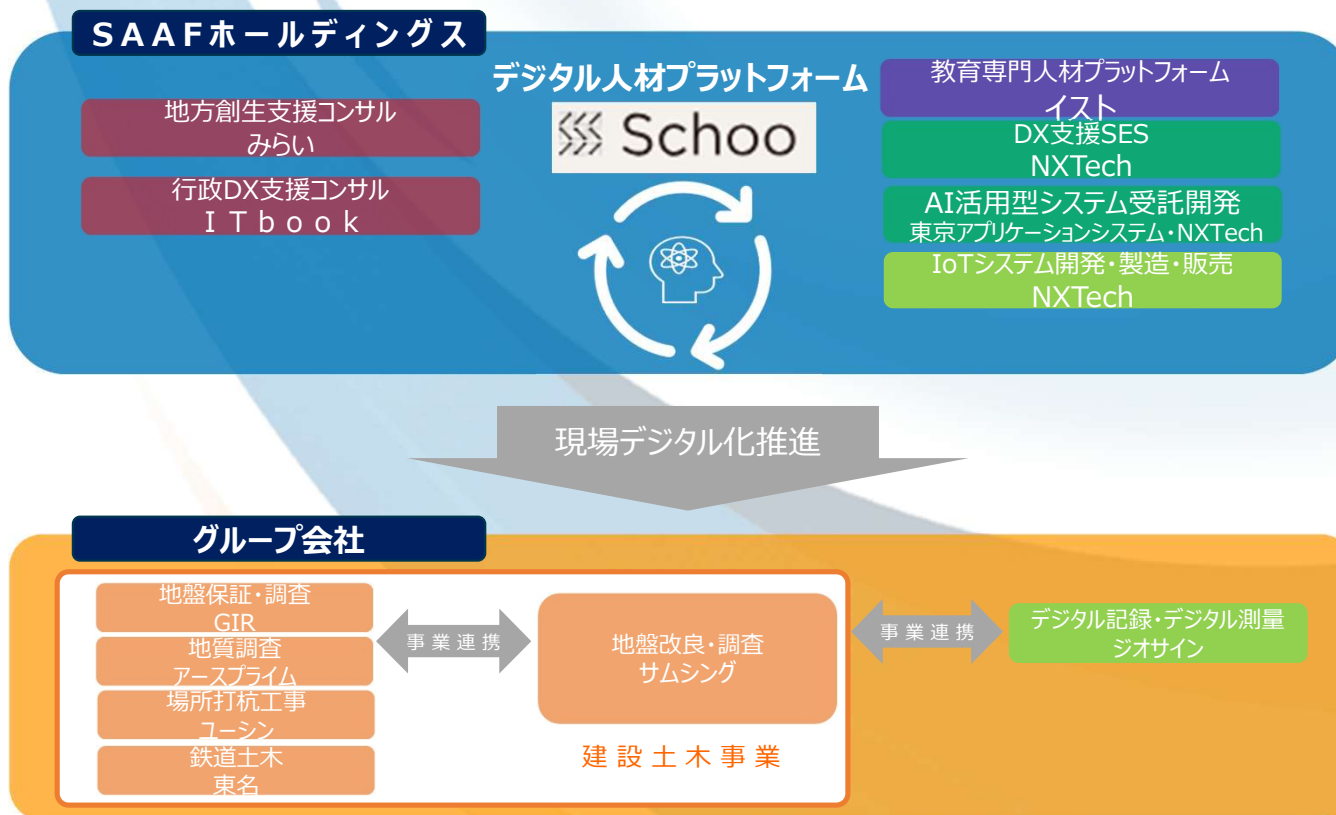 SAAFホールディングス
デジタル人材プラットフォーム
Schoo
地方創生支援コンサル
みらい
行政DX支援コンサル
ITbook
教育専門人材プラットフォーム
イスト
DX支援SES
NXTech
AI活用型システム受託開発
東京アプリケーションシステム・NXTech
IoTシステム開発・製造・販売
NXTech
現場デジタル化推進
グループ会社
地盤保証・調査
GIR
地質調査
アースプライム
場所打杭工事
ユーシン
鉄道土木
東名
事業連携
地盤改良・調査
サムシング
建設土木事業
事業連携
デジタル記録・デジタル測量
ジオサイン